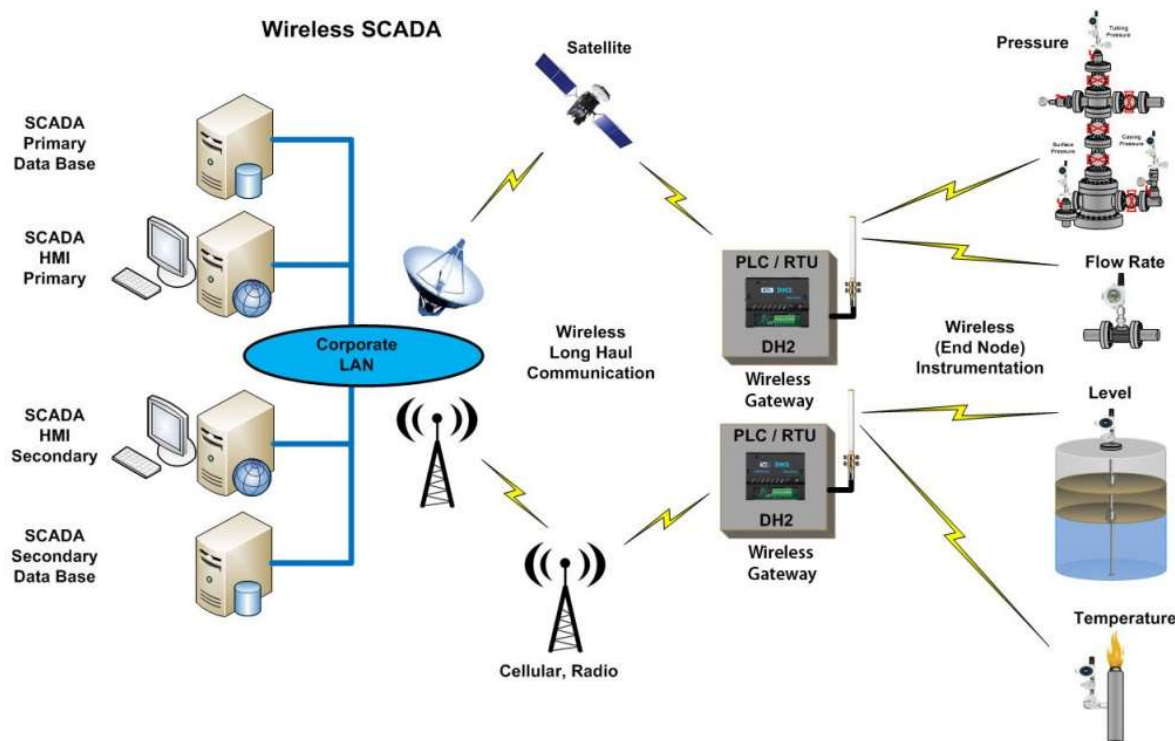 Wireless SCADA
Satellite
Pressure
Tubing
Pressure
SCADA
Primary
Data Base
Surface
Pressure
Casing
Pressure
SCADA
HMI
Primary
PLC / RTU
DH2
DH2
Wireless
Gateway
Flow Rate
Corporate
LAN
Wireless
Long Haul
Communication
Wireless
(End Node)
Instrumentation
SCADA
HMI
Secondary
PLC / RTU
DH2
DH2
Wireless
Gateway
Level
SCADA
Secondary
Data Base
Cellular, Radio
Temperature